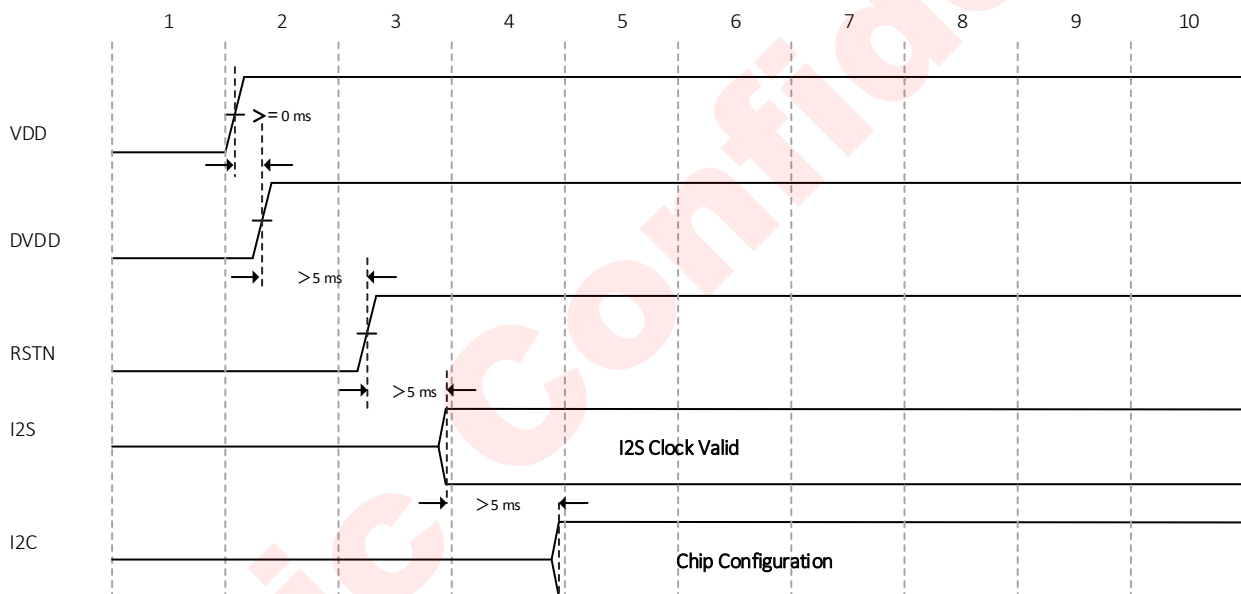 1 2 3 4 5 6 7 8 9 10
VDD
>= 0 ms
DVDD
>5 ms
RSTN
>5 ms
I2S
I2S Clock Valid
>5 ms
I2C
Chip Configuration